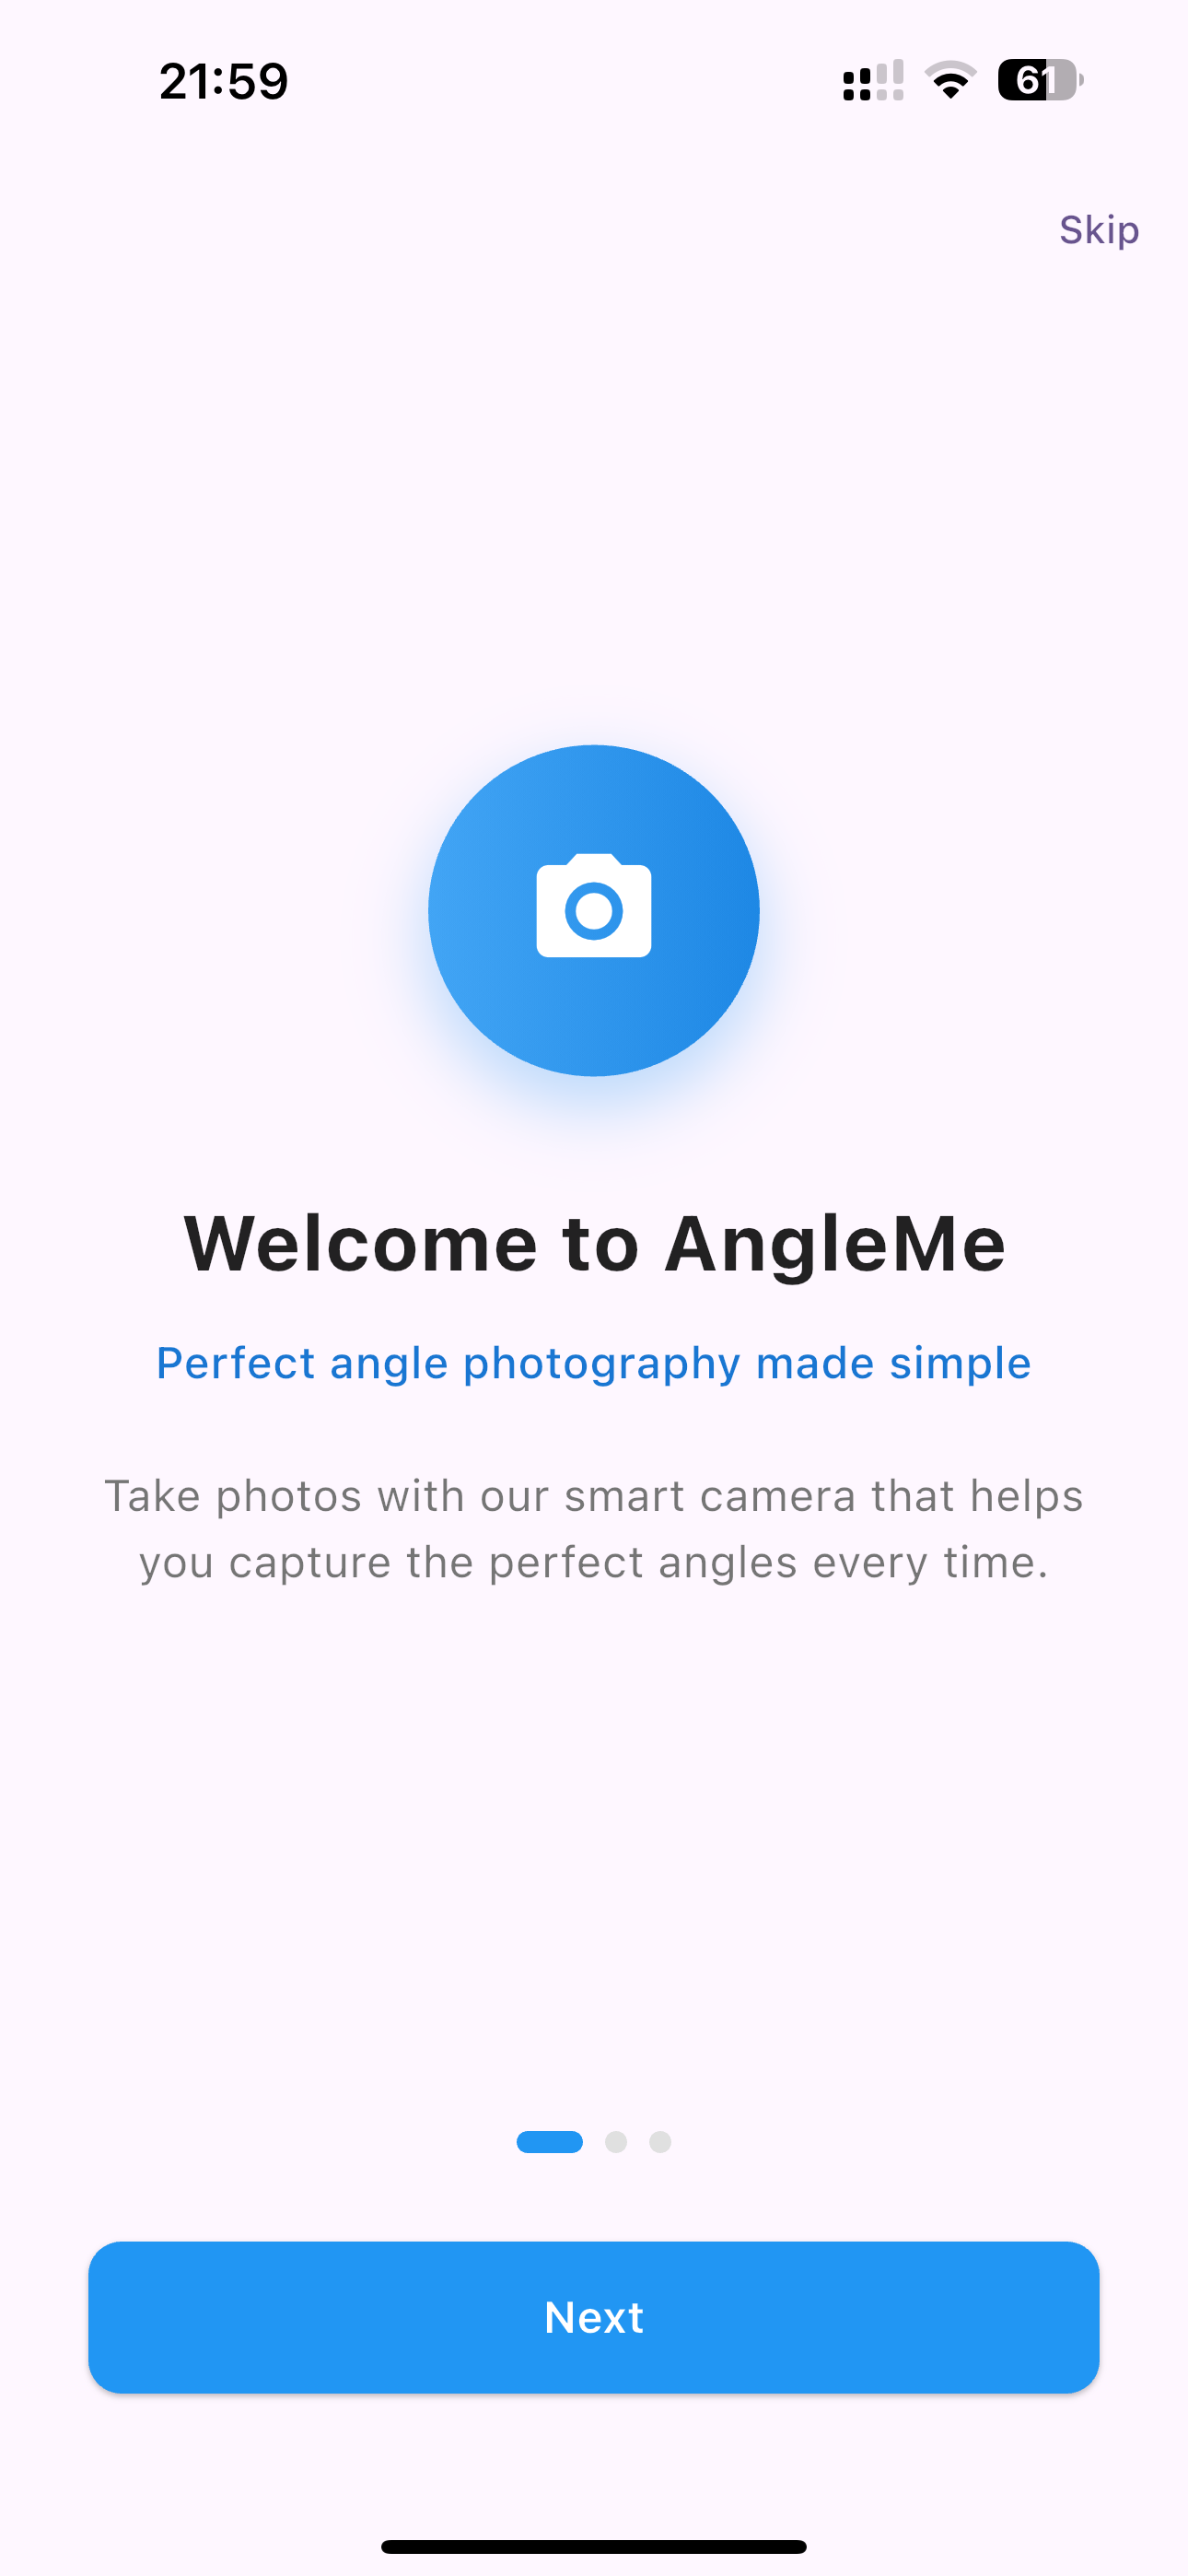 21:59
61
Skip
Welcome to AngleMe
Perfect angle photography made simple
Take photos with our smart camera that helps
you capture the perfect angles every time.
Next